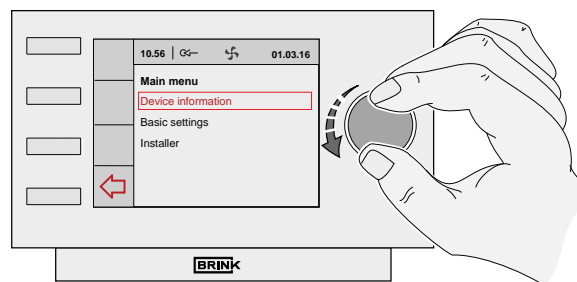 10.56 01.03.16
Main menu
Device information
Basic settings
Installer
BRINK